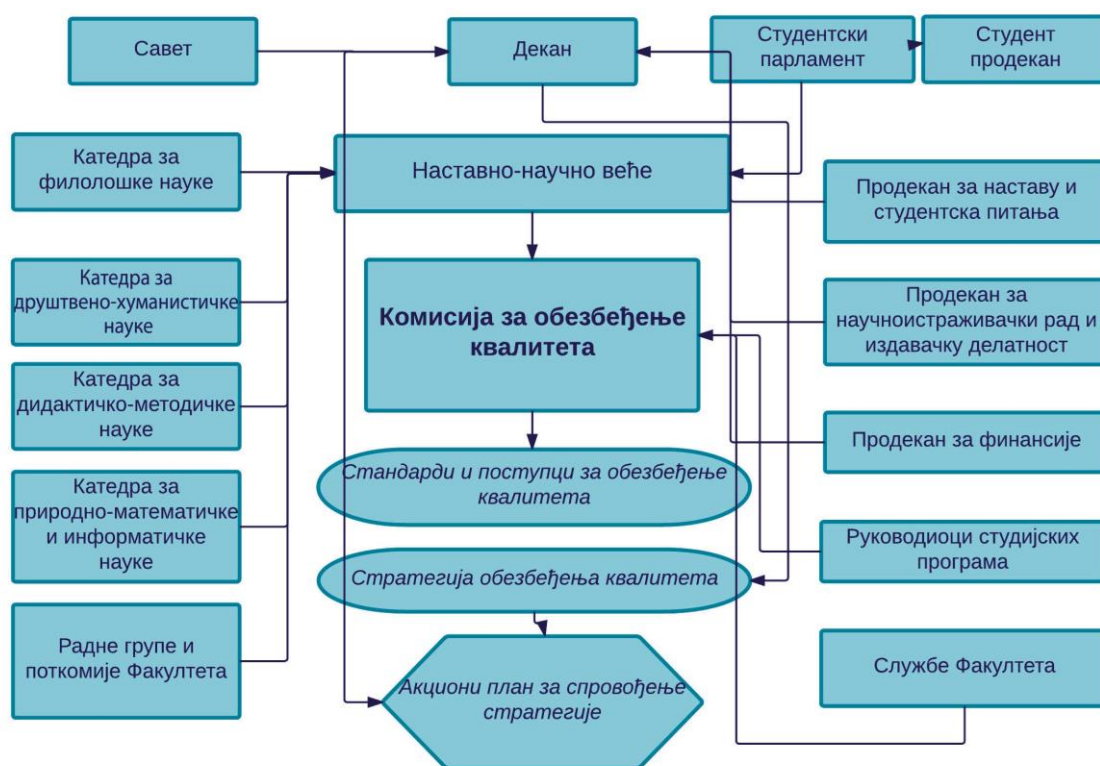 Савет
Декан
Студентски
парламент
Студент
продекан
Катедра за
филолошке науке
Наставно-научно веће
Продекан за наставу и
студентска питања
Катедра за
друштвено-хуманистичке
науке
Комисија за обезбеђење
квалитета
Продекан за
научноистраживачки рад и
издавачку делатност
Катедра за
дидактичко-методичке
науке
Продекан за финансије
Стандарди и поступци за обезбеђење
квалитета
Катедра за
природно-математичке
и информатичке
науке
Руководиоци студијских
програма
Стратегија обезбеђења квалитета
Радне групе и
поткомије Факултета
Акциони план за спровођење
стратегије
Службе Факултета